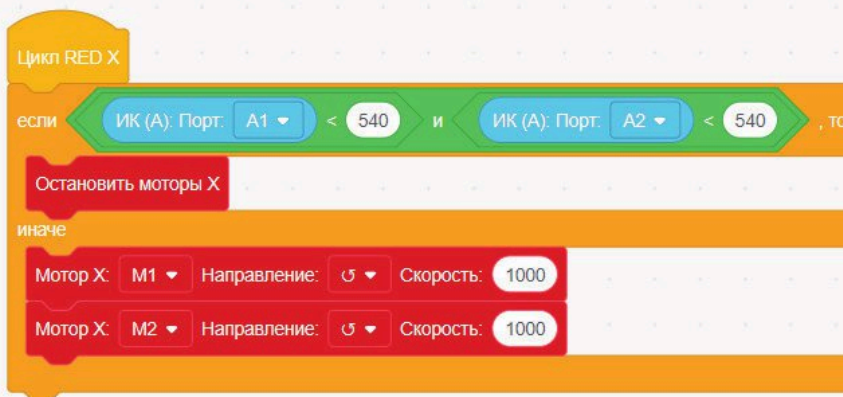 Цикл RED X
если ИК (A): Порт: A1 < 540 и ИК (A): Порт: A2 < 540 , то
Остановить моторы X
иначе
Мотор X: M1 Направление: ↺ Скорость: 1000
Мотор X: M2 Направление: ↺ Скорость: 1000